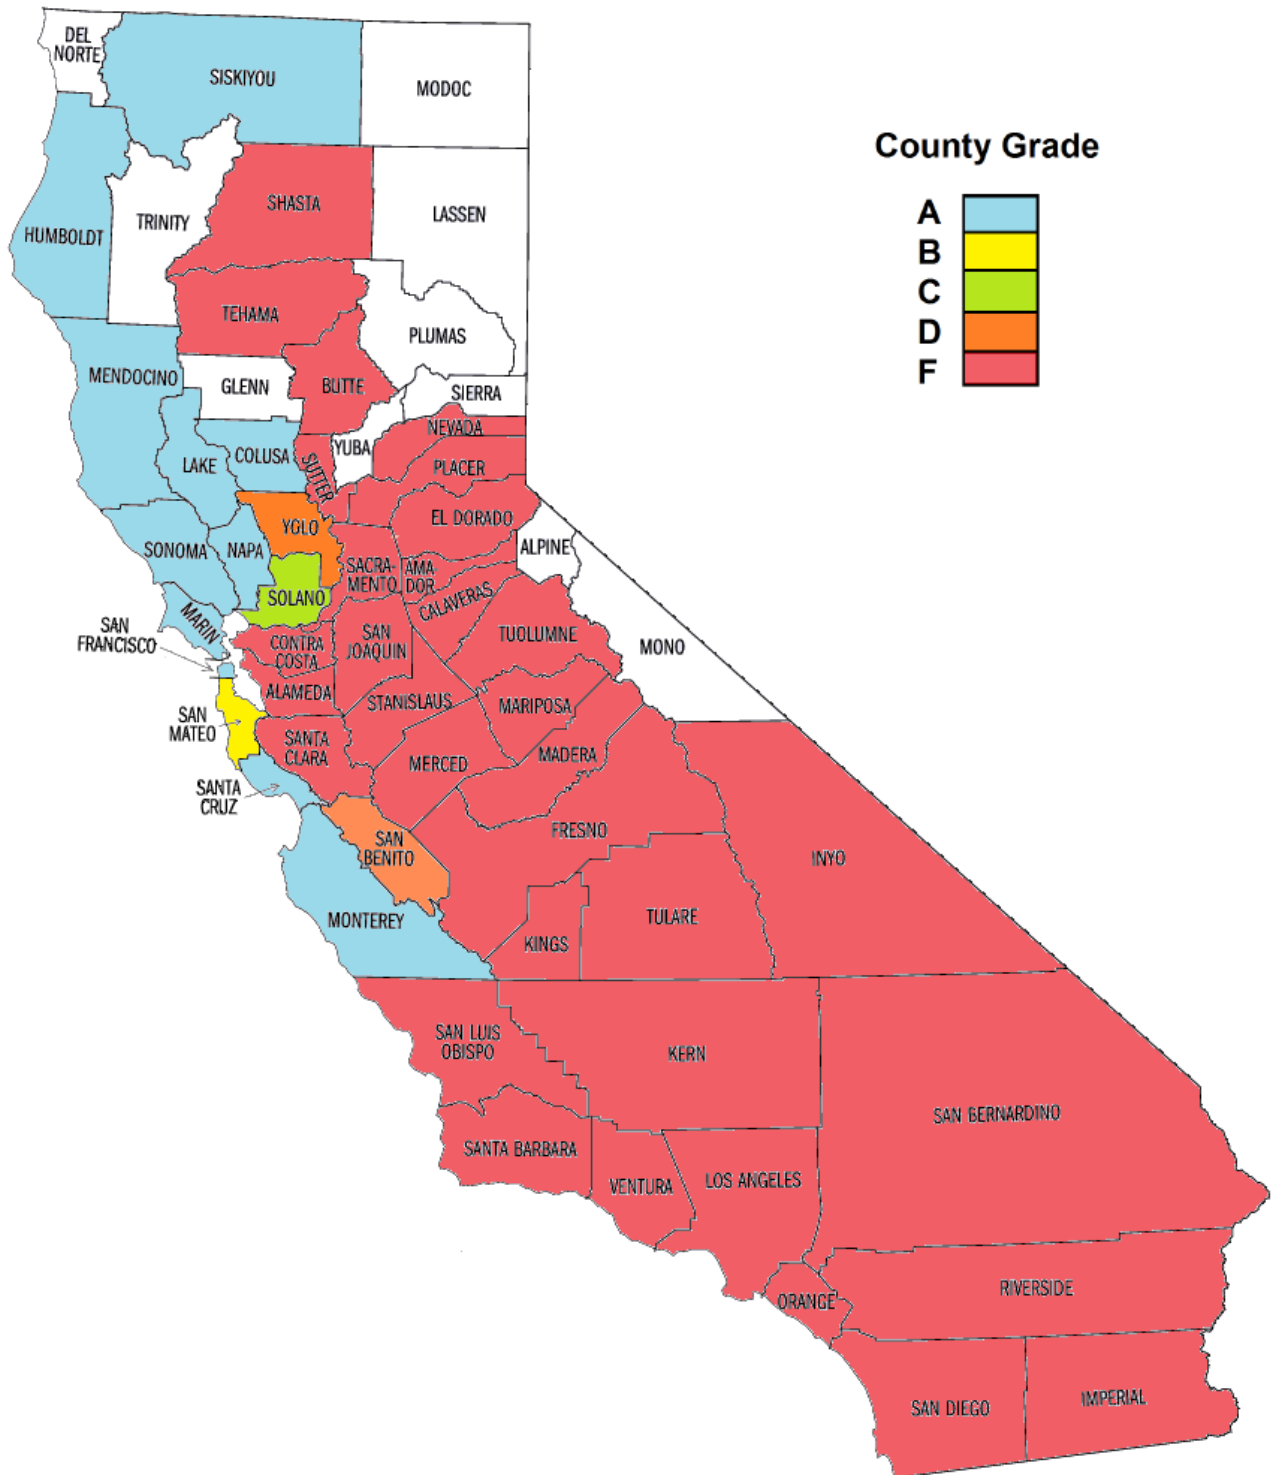 DEL
NORTE
SISKIYOU
MODOC
County Grade
A
B
C
D
F
HUMBOLDT
TRINITY
SHASTA
LASSEN
TEHAMA
PLUMAS
MENDOCINO
GLENN
BUTTE
SIERRA
NEVADA
YUBA
SUTTER
COLUSA
LAKE
PLACER
YOLO
EL DORADO
SONOMA
NAPA
ALPINE
SACRA-
MENTO
AMA-
DOR
SOLANO
CALAVERAS
MARIN
SAN
FRANCISCO
CONTRA
COSTA
SAN
JOAQUIN
TUOLUMNE
MONO
ALAMEDA
STANISLAUS
MARIPOSA
SAN
MATEO
SANTA
CLARA
MERCED
MADERA
SANTA
CRUZ
SAN
BENITO
FRESNO
INYO
MONTEREY
KINGS
TULARE
SAN LUIS
OBISPO
KERN
SAN BERNARDINO
SANTA BARBARA
VENTURA
LOS ANGELES
ORANGE
RIVERSIDE
SAN DIEGO
IMPERIAL